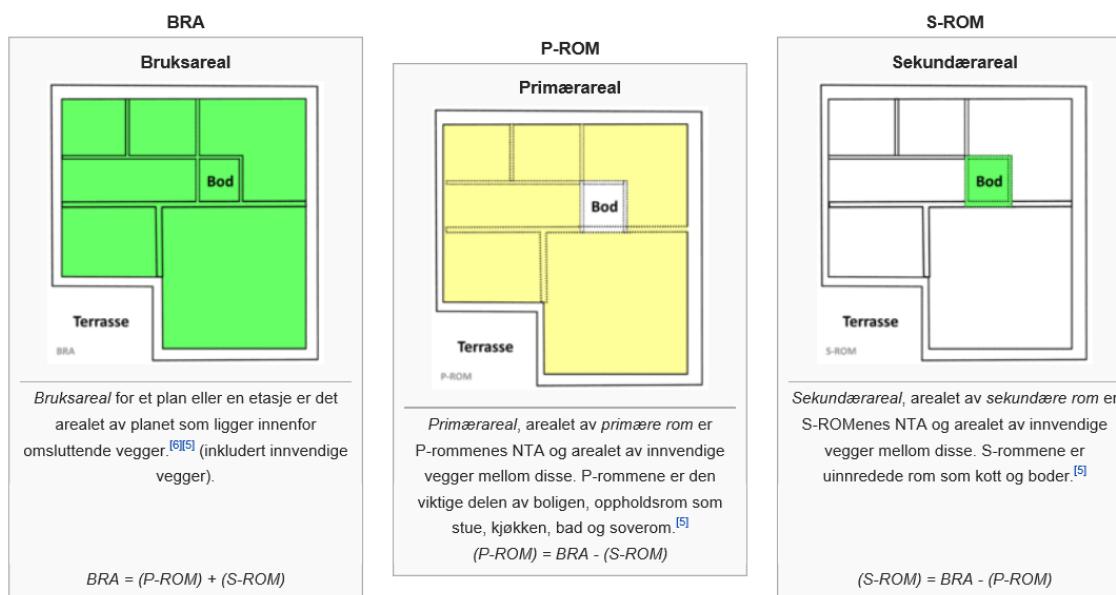 BRA
Bruksareal
Bod
Terrasse
BRA
Bruksareal for et plan eller en etasje er det
arealet av planet som ligger innenfor
omsluttende vegger.[6][5] (inkludert innvendige
vegger).
BRA = (P-ROM) + (S-ROM)
P-ROM
Primærareal
Bod
Terrasse
P-ROM
Primærareal, arealet av primære rom er
P-rommenes NTA og arealet av innvendige
vegger mellom disse. P-rommene er den
viktige delen av boligen, oppholdsrom som
stue, kjøkken, bad og soverom.[5]
(P-ROM) = BRA - (S-ROM)
S-ROM
Sekundærareal
Bod
Terrasse
S-ROM
Sekundærareal, arealet av sekundære rom er
S-ROMenes NTA og arealet av innvendige
vegger mellom disse. S-rommene er
uinnredede rom som kott og boder.[5]
(S-ROM) = BRA - (P-ROM)